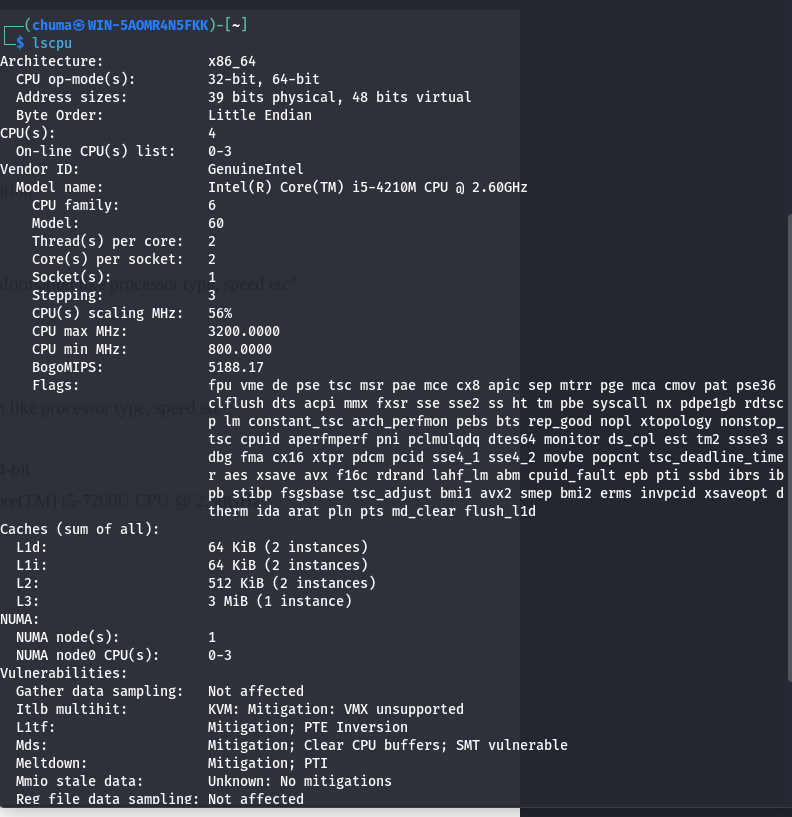 ┌──(chuma㉿WIN-5AOMR4N5FKK)-[~]
└─$ lscpu
Architecture: x86_64
CPU op-mode(s): 32-bit, 64-bit
Address sizes: 39 bits physical, 48 bits virtual
Byte Order: Little Endian
CPU(s): 4
On-line CPU(s) list: 0-3
Vendor ID: GenuineIntel
Model name: Intel(R) Core(TM) i5-4210M CPU @ 2.60GHz
CPU family: 6
Model: 60
Thread(s) per core: 2
Core(s) per socket: 2
Socket(s): 1
Stepping: 3
CPU(s) scaling MHz: 56%
CPU max MHz: 3200.0000
CPU min MHz: 800.0000
BogoMIPS: 5188.17
Flags: fpu vme de pse tsc msr pae mce cx8 apic sep mtrr pge mca cmov pat pse36
clflush dts acpi mmx fxsr sse sse2 ss ht tm pbe syscall nx pdpe1gb rdtsc
p lm constant_tsc arch_perfmon pebs bts rep_good nopl xtopology nonstop_
tsc cpuid aperfmperf pni pclmulqdq dtes64 monitor ds_cpl est tm2 ssse3 s
dbg fma cx16 xtpr pdcm pcid sse4_1 sse4_2 movbe popcnt tsc_deadline_time
r aes xsave avx f16c rdrand lahf_lm abm cpuid_fault epb pti ssbd ibrs ib
pb stibp fsgsbase tsc_adjust bmi1 avx2 smep bmi2 erms invpcid xsaveopt d
therm ida arat pln pts md_clear flush_l1d
Caches (sum of all):
L1d: 64 KiB (2 instances)
L1i: 64 KiB (2 instances)
L2: 512 KiB (2 instances)
L3: 3 MiB (1 instance)
NUMA:
NUMA node(s): 1
NUMA node0 CPU(s): 0-3
Vulnerabilities:
Gather data sampling: Not affected
Itlb multihit: KVM: Mitigation: VMX unsupported
L1tf: Mitigation; PTE Inversion
Mds: Mitigation; Clear CPU buffers; SMT vulnerable
Meltdown: Mitigation; PTI
Mmio stale data: Unknown: No mitigations
Reg file data sampling: Not affected